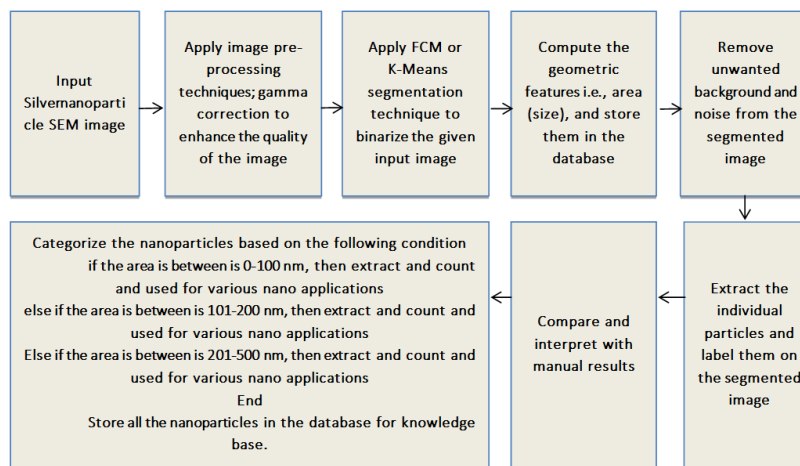 Input
Silvernanoparti
cle SEM image
Apply image pre-
processing
techniques; gamma
correction to
enhance the quality
of the image
Apply FCM or
K-Means
segmentation
technique to
binarize the given
input image
Compute the
geometric
features i.e., area
(size), and store
them in the
database
Remove
unwanted
background and
noise from the
segmented
image
Extract the
individual
particles and
label them on
the segmented
image
Compare and
interpret with
manual results
Categorize the nanoparticles based on the following condition
if the area is between is 0-100 nm, then extract and count
and used for various nano applications
else if the area is between is 101-200 nm, then extract and count and
used for various nano applications
Else if the area is between is 201-500 nm, then extract and count and
used for various nano applications
End
Store all the nanoparticles in the database for knowledge
base.